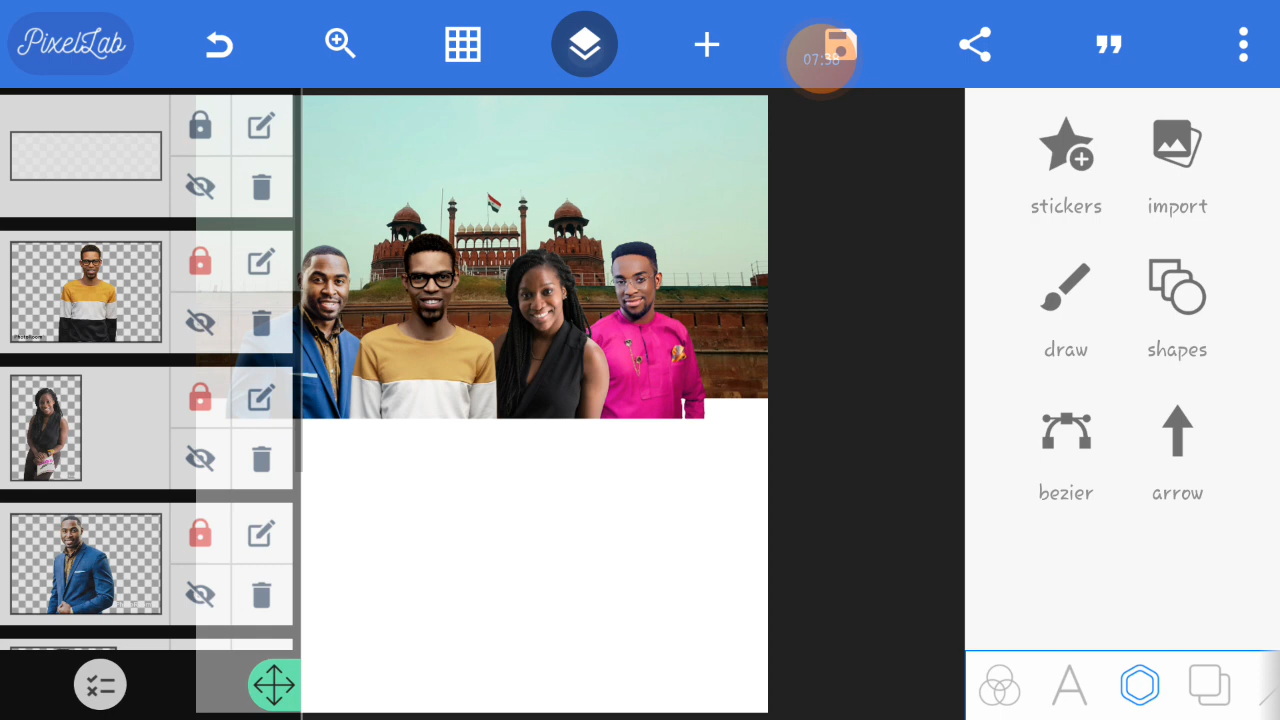 PixelLab
07:38
stickers
import
draw
shapes
bezier
arrow